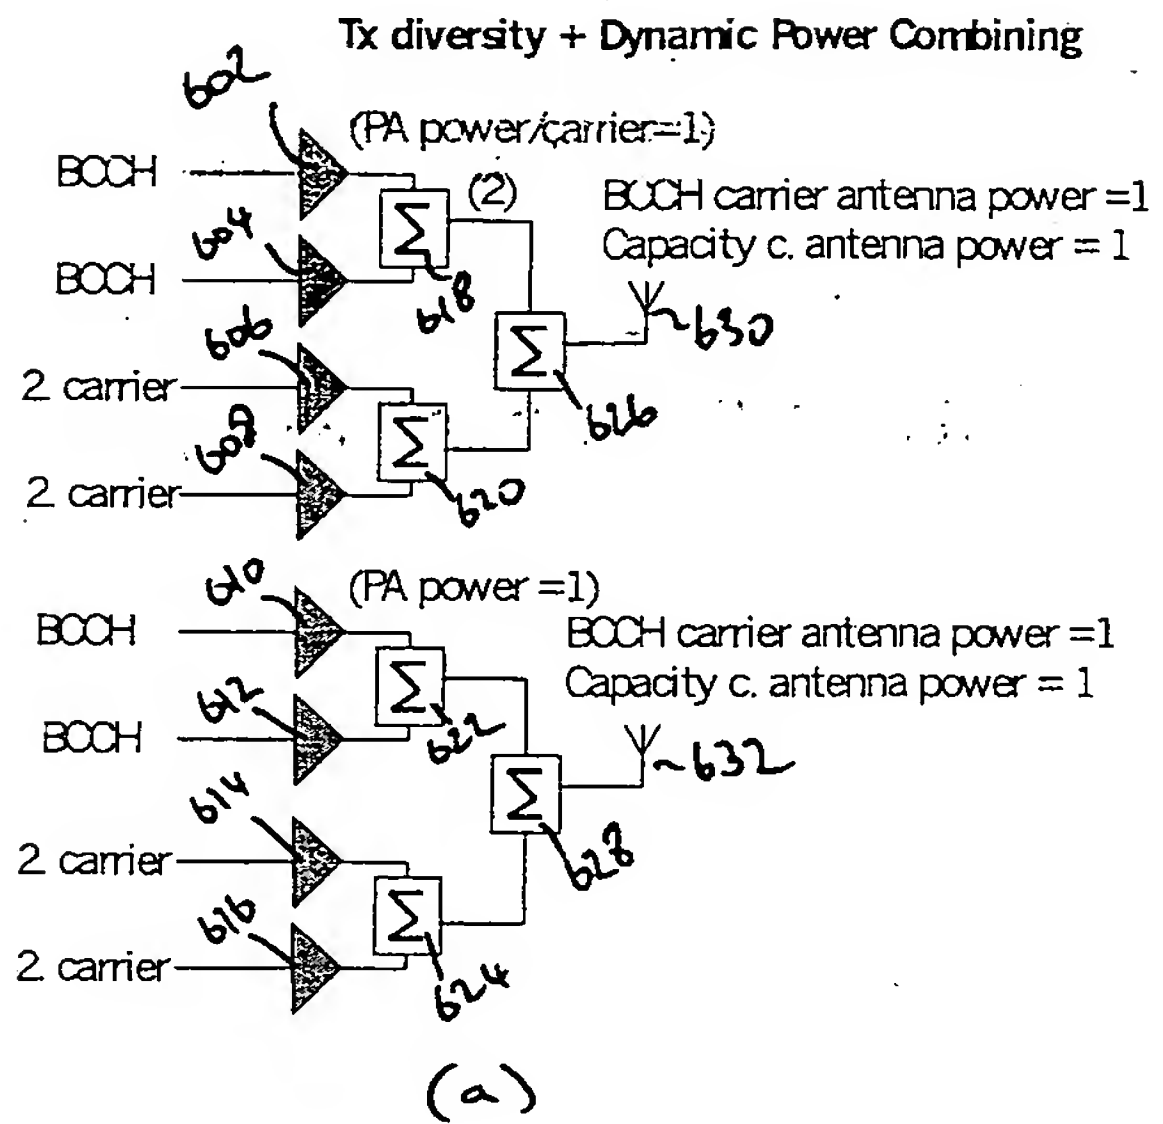 Tx diversity + Dynamic Power Combining
602
(PA power/carrier=1)
BCCH
(2)
BCCH carrier antenna power =1
604
Σ
Capacity c. antenna power = 1
BCCH
618
606
Σ
630
2. carrier
626
608
Σ
2. carrier
620
610
(PA power =1)
BCCH
BCCH carrier antenna power =1
612
Σ
Capacity c. antenna power = 1
BCCH
622
632
614
Σ
2. carrier
628
616
Σ
2. carrier
624
(a)